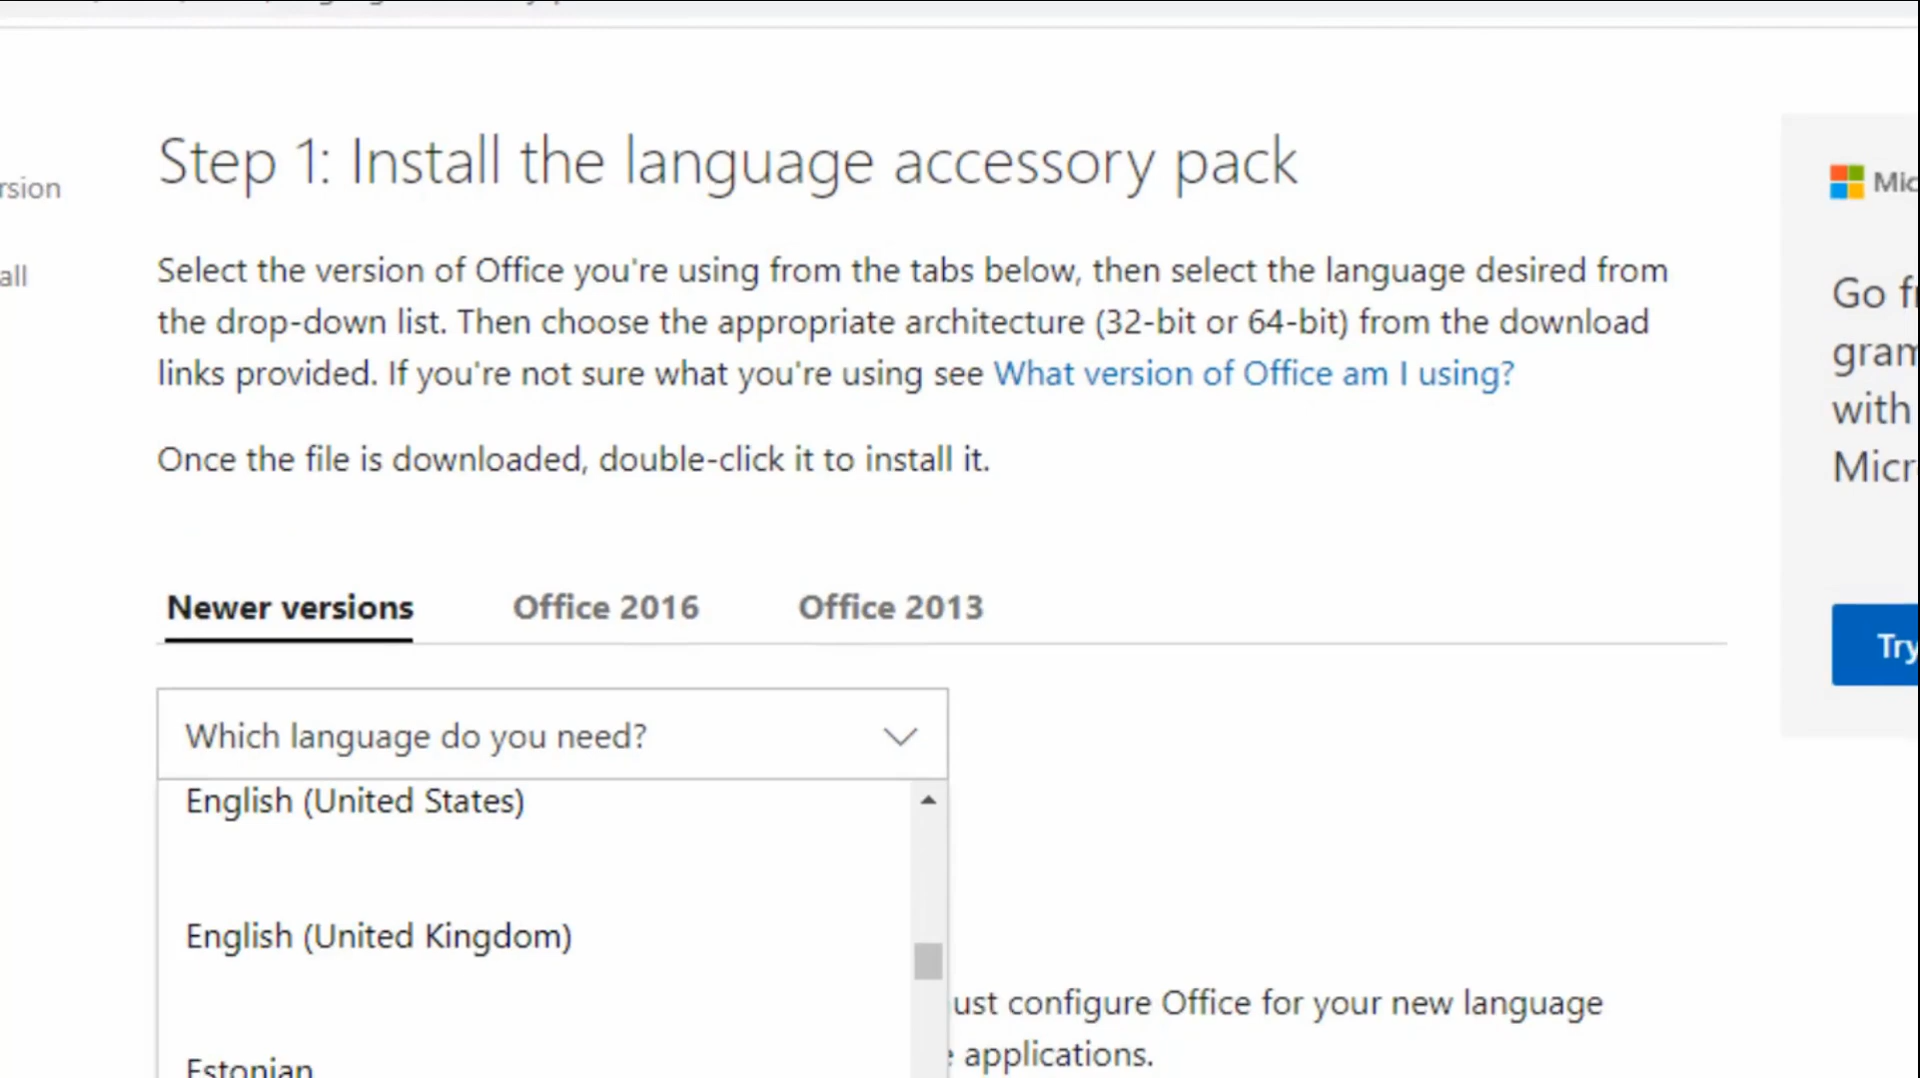 Step 1: Install the language accessory pack
rsion
all
Select the version of Office you're using from the tabs below, then select the language desired from
the drop-down list. Then choose the appropriate architecture (32-bit or 64-bit) from the download
links provided. If you're not sure what you're using see What version of Office am I using?
Once the file is downloaded, double-click it to install it.
Newer versions Office 2016 Office 2013
Which language do you need?
English (United States)
English (United Kingdom)
Estonian
ust configure Office for your new language
applications.
Mic
Go f
gram
with
Micr
Try